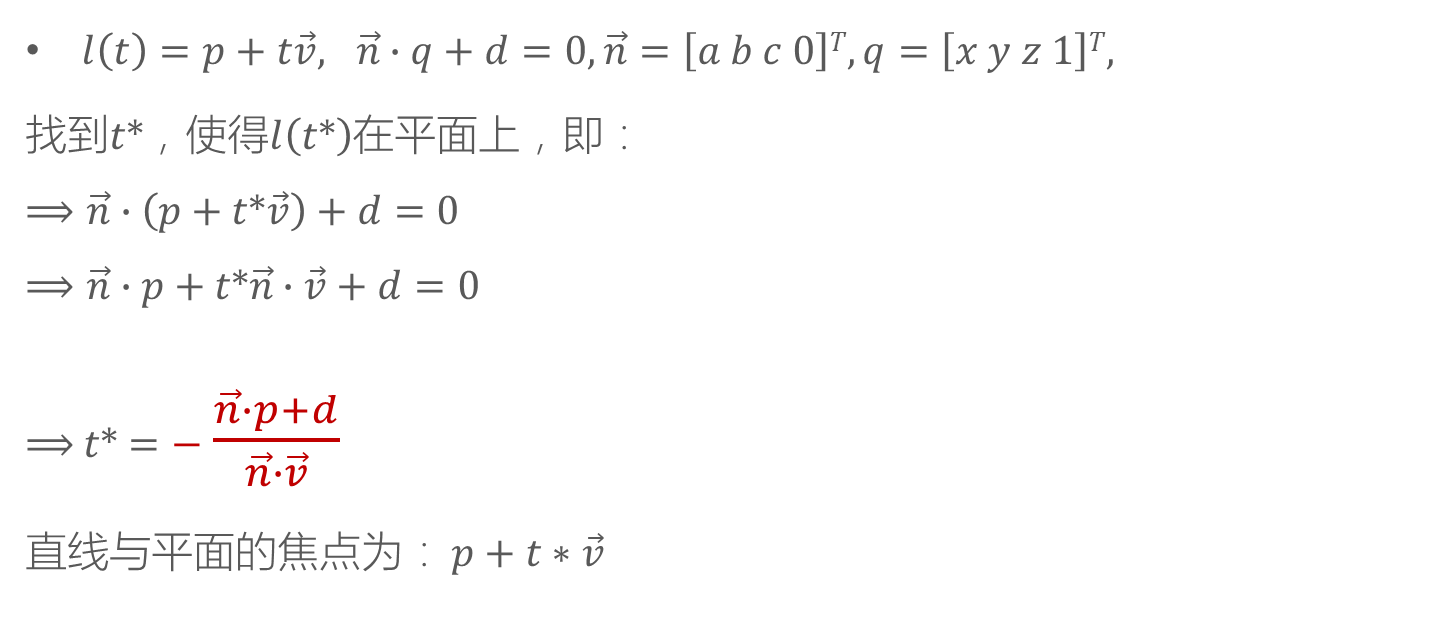 • l(t) = p + tv⃗, n⃗ · q + d = 0, n⃗ = [a b c 0]ᵀ, q = [x y z 1]ᵀ,
找到t*，使得l(t*)在平面上，即：
⟹ n⃗ · (p + t*v⃗) + d = 0
⟹ n⃗ · p + t*n⃗ · v⃗ + d = 0
⟹ t* = − (n⃗·p+d)/(n⃗·v⃗)
直线与平面的焦点为：p + t ∗ v⃗